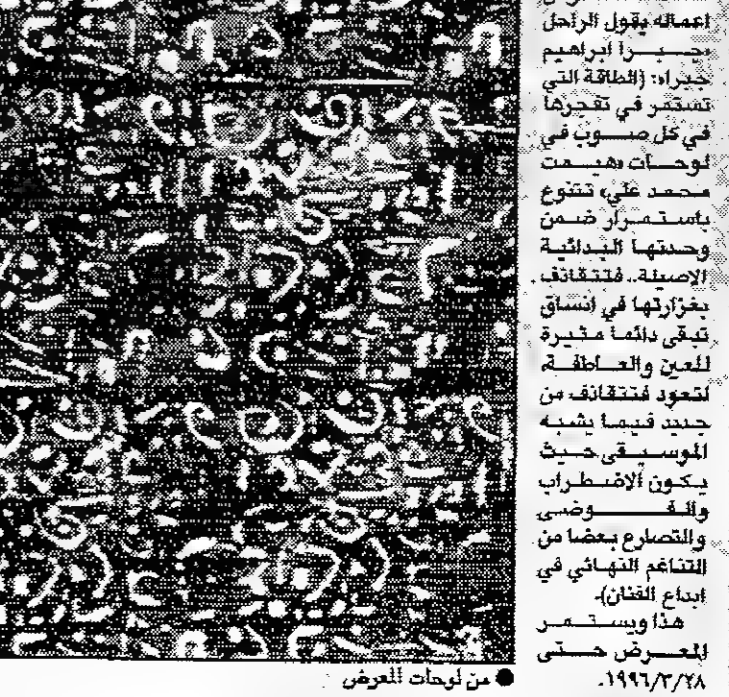 اعماله يقول الراحل
«جبرا ابراهيم
جبرا»: (الطاقة التي
تستمر في تفجرها
في كل صوب في
لوحات «هيمت
محمد علي» تتنوع
باستمرار ضمن
وحدتها البدائية
الاصيلة.. فتتقاذف
بغزارتها في انساق
تبقى دائما مثيرة
للعين والعاطفة،
لتعود فتتقاذف من
جديد فيما يشبه
الموسيقى حيث
يكون الاضطراب
والفوضى
والتصارع بعضا من
التناغم النهائي في
ابداع الفنان).
هذا ويستمر
المعرض حتى
١٩٩٦/٣/٢٨.
● من لوحات المعرض